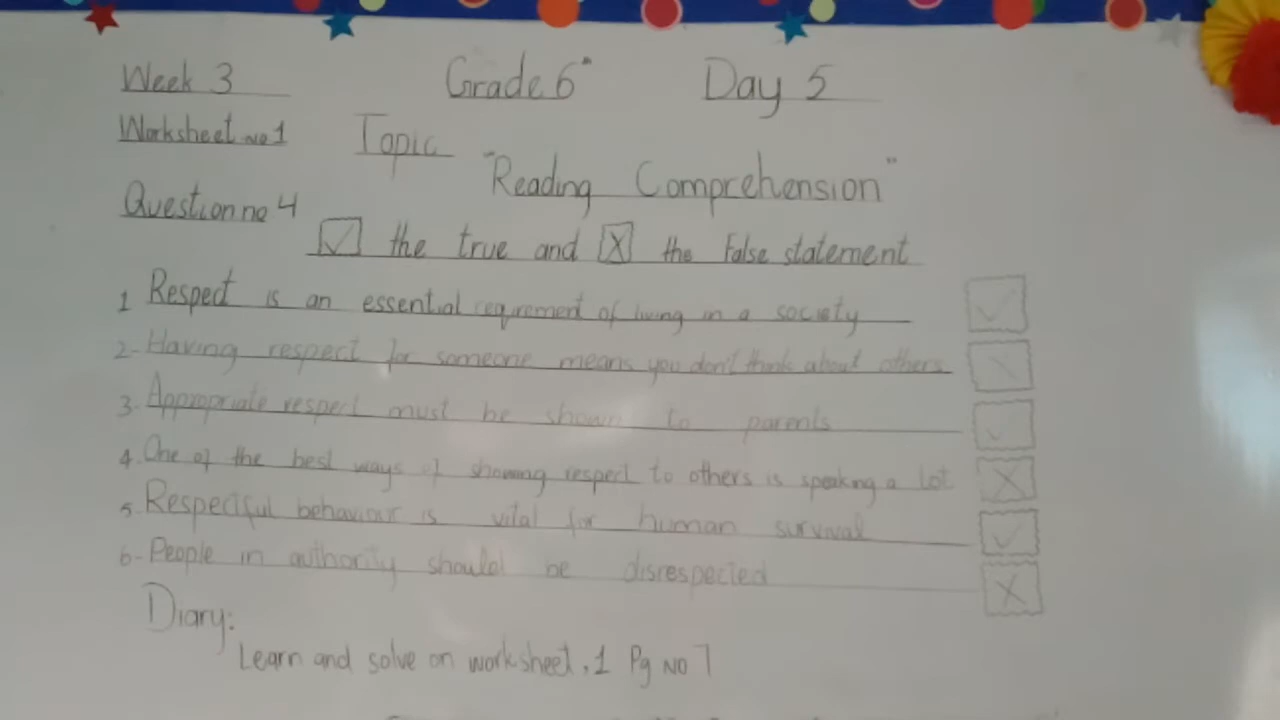 Week 3 Grade 6" Day 5
Worksheet no 1 Topic
"Reading Comprehension"
Question no 4
☑ the true and ☒ the False statement
1 Respect is an essential requirement of living in a society ✓
2- Having respect for someone means you don't think about others
3- Appropriate respect must be shown to parents ✓
4. One of the best ways of showing respect to others is speaking a lot X
5. Respectful behaviour is vital for human survival ✓
6- People in authority should be disrespected X
Diary:
Learn and solve on worksheet.1 Pg No 7